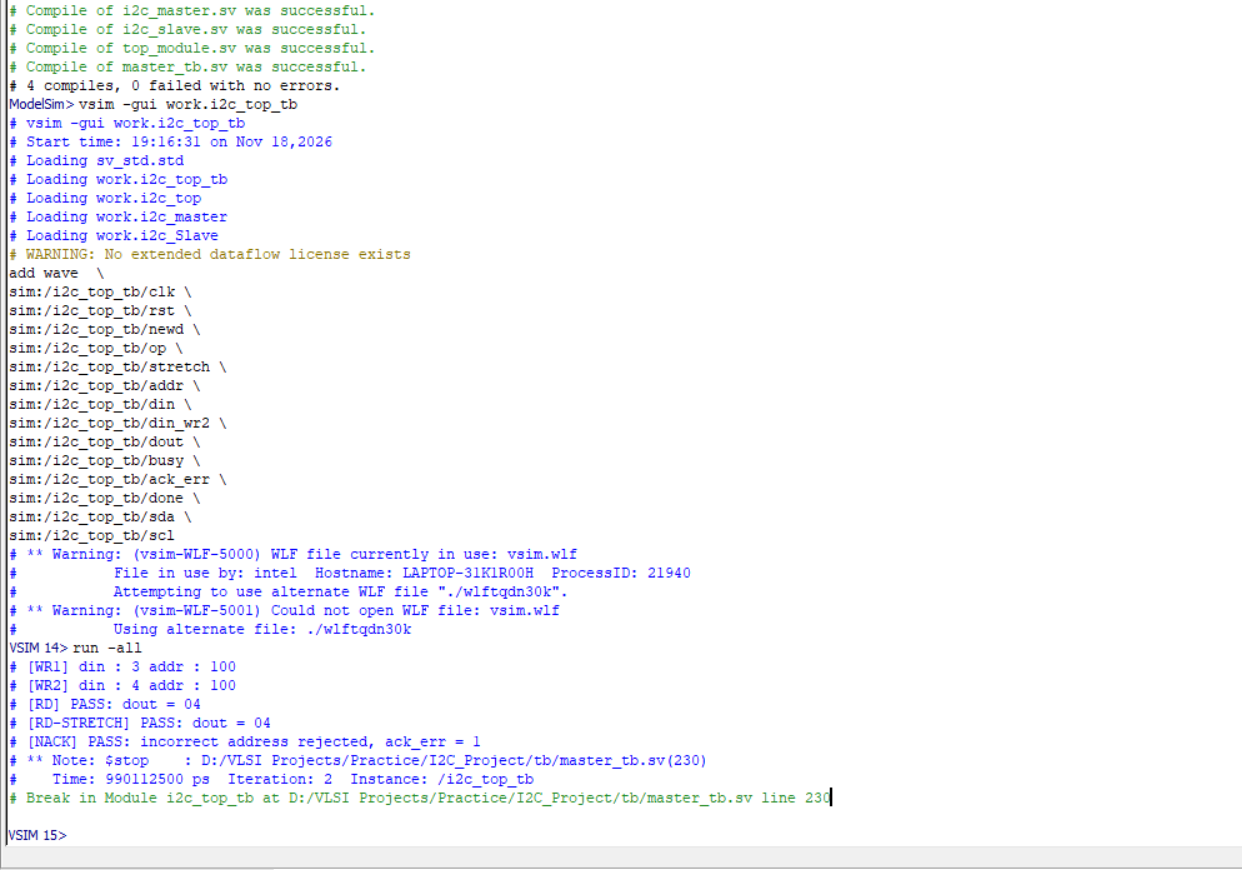 # Compile of i2c_master.sv was successful.
# Compile of i2c_slave.sv was successful.
# Compile of top_module.sv was successful.
# Compile of master_tb.sv was successful.
# 4 compiles, 0 failed with no errors.
ModelSim> vsim -gui work.i2c_top_tb
# vsim -gui work.i2c_top_tb
# Start time: 19:16:31 on Nov 18,2026
# Loading sv_std.std
# Loading work.i2c_top_tb
# Loading work.i2c_top
# Loading work.i2c_master
# Loading work.i2c_Slave
# WARNING: No extended dataflow license exists
add wave  \
sim:/i2c_top_tb/clk \
sim:/i2c_top_tb/rst \
sim:/i2c_top_tb/newd \
sim:/i2c_top_tb/op \
sim:/i2c_top_tb/stretch \
sim:/i2c_top_tb/addr \
sim:/i2c_top_tb/din \
sim:/i2c_top_tb/din_wr2 \
sim:/i2c_top_tb/dout \
sim:/i2c_top_tb/busy \
sim:/i2c_top_tb/ack_err \
sim:/i2c_top_tb/done \
sim:/i2c_top_tb/sda \
sim:/i2c_top_tb/scl
# ** Warning: (vsim-WLF-5000) WLF file currently in use: vsim.wlf
#           File in use by: intel  Hostname: LAPTOP-31K1R00H  ProcessID: 21940
#           Attempting to use alternate WLF file "./wlftqdn30k".
# ** Warning: (vsim-WLF-5001) Could not open WLF file: vsim.wlf
#           Using alternate file: ./wlftqdn30k
VSIM 14> run -all
# [WR1] din : 3 addr : 100
# [WR2] din : 4 addr : 100
# [RD] PASS: dout = 04
# [RD-STRETCH] PASS: dout = 04
# [NACK] PASS: incorrect address rejected, ack_err = 1
# ** Note: $stop    : D:/VLSI Projects/Practice/I2C_Project/tb/master_tb.sv(230)
#    Time: 990112500 ps  Iteration: 2  Instance: /i2c_top_tb
# Break in Module i2c_top_tb at D:/VLSI Projects/Practice/I2C_Project/tb/master_tb.sv line 230
VSIM 15>